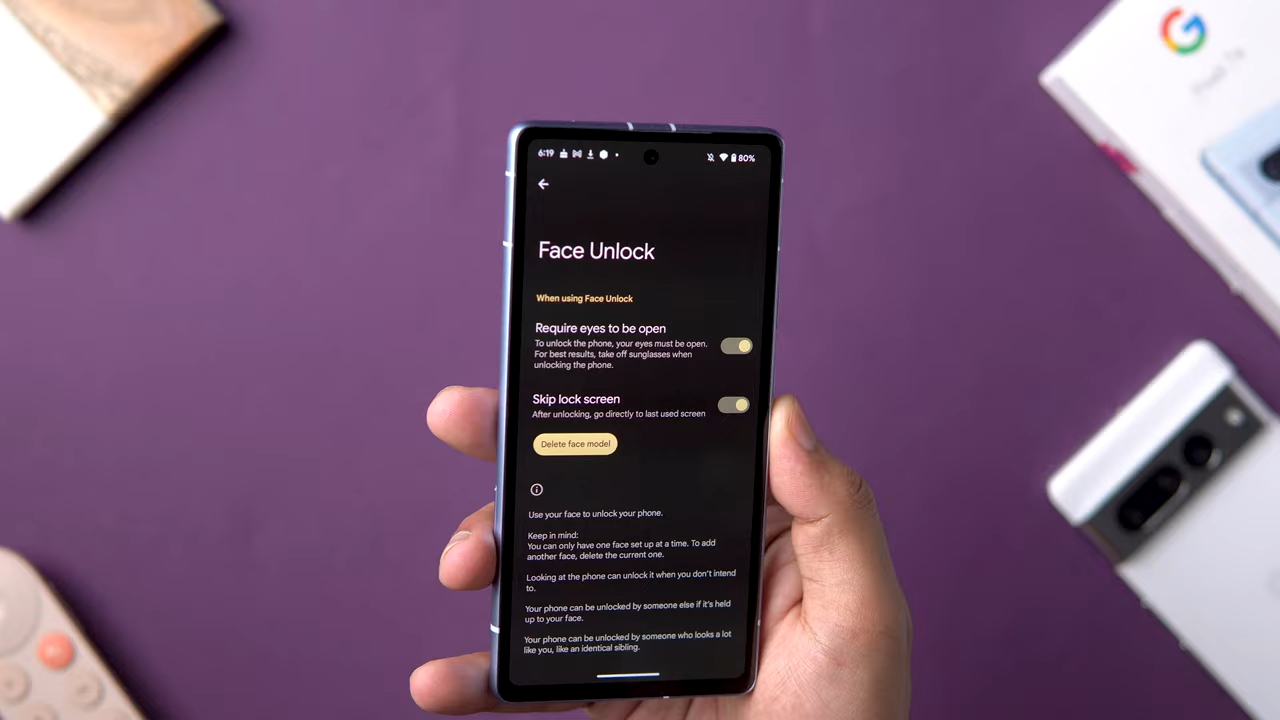 6:19
80%
Face Unlock
When using Face Unlock
Require eyes to be open
To unlock the phone, your eyes must be open.
For best results, take off sunglasses when
unlocking the phone.
Skip lock screen
After unlocking, go directly to last used screen
Delete face model
Use your face to unlock your phone.
Keep in mind:
You can only have one face set up at a time. To add
another face, delete the current one.
Looking at the phone can unlock it when you don't intend
to.
Your phone can be unlocked by someone else if it's held
up to your face.
Your phone can be unlocked by someone who looks a lot
like you, like an identical sibling.
G